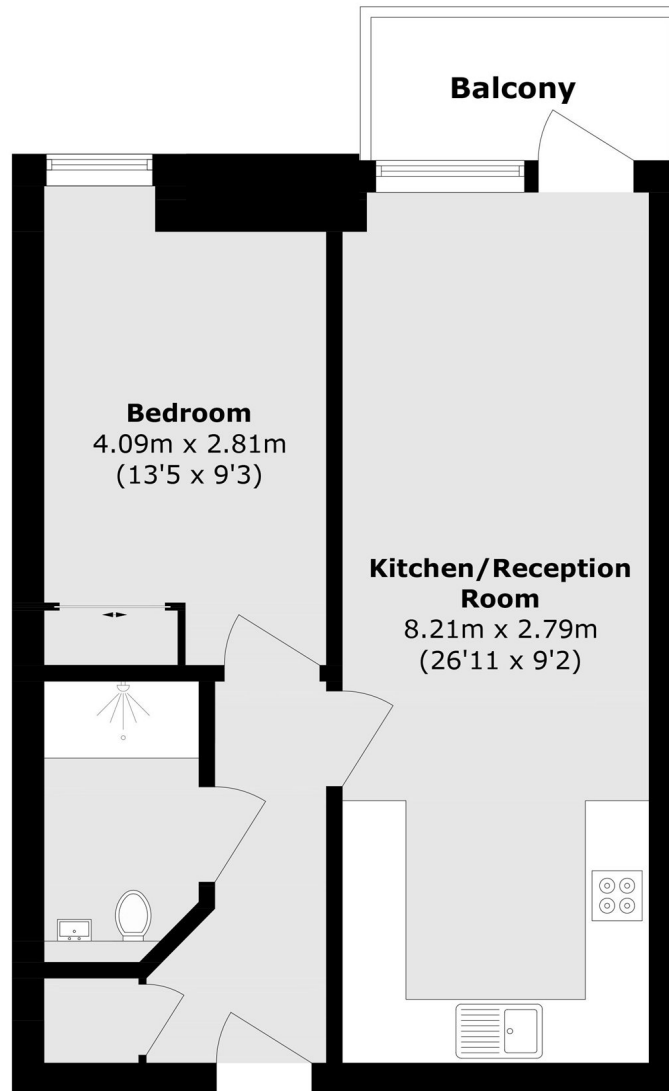 Balcony
Bedroom
4.09m x 2.81m
(13'5 x 9'3)
Kitchen/Reception
Room
8.21m x 2.79m
(26'11 x 9'2)